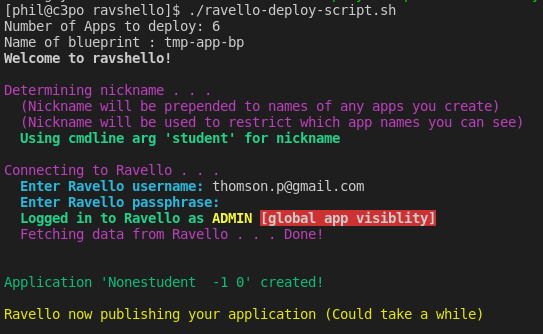 [phil@c3po ravshello]$ ./ravello-deploy-script.sh
Number of Apps to deploy: 6
Name of blueprint : tmp-app-bp
Welcome to ravshello!
Determining nickname . . .
(Nickname will be prepended to names of any apps you create)
(Nickname will be used to restrict which app names you can see)
Using cmdline arg 'student' for nickname
Connecting to Ravello . . .
Enter Ravello username: thomson.p@gmail.com
Enter Ravello passphrase:
Logged in to Ravello as ADMIN [global app visiblity]
Fetching data from Ravello . . . Done!
Application 'Nonestudent  -1 0' created!
Ravello now publishing your application (Could take a while)